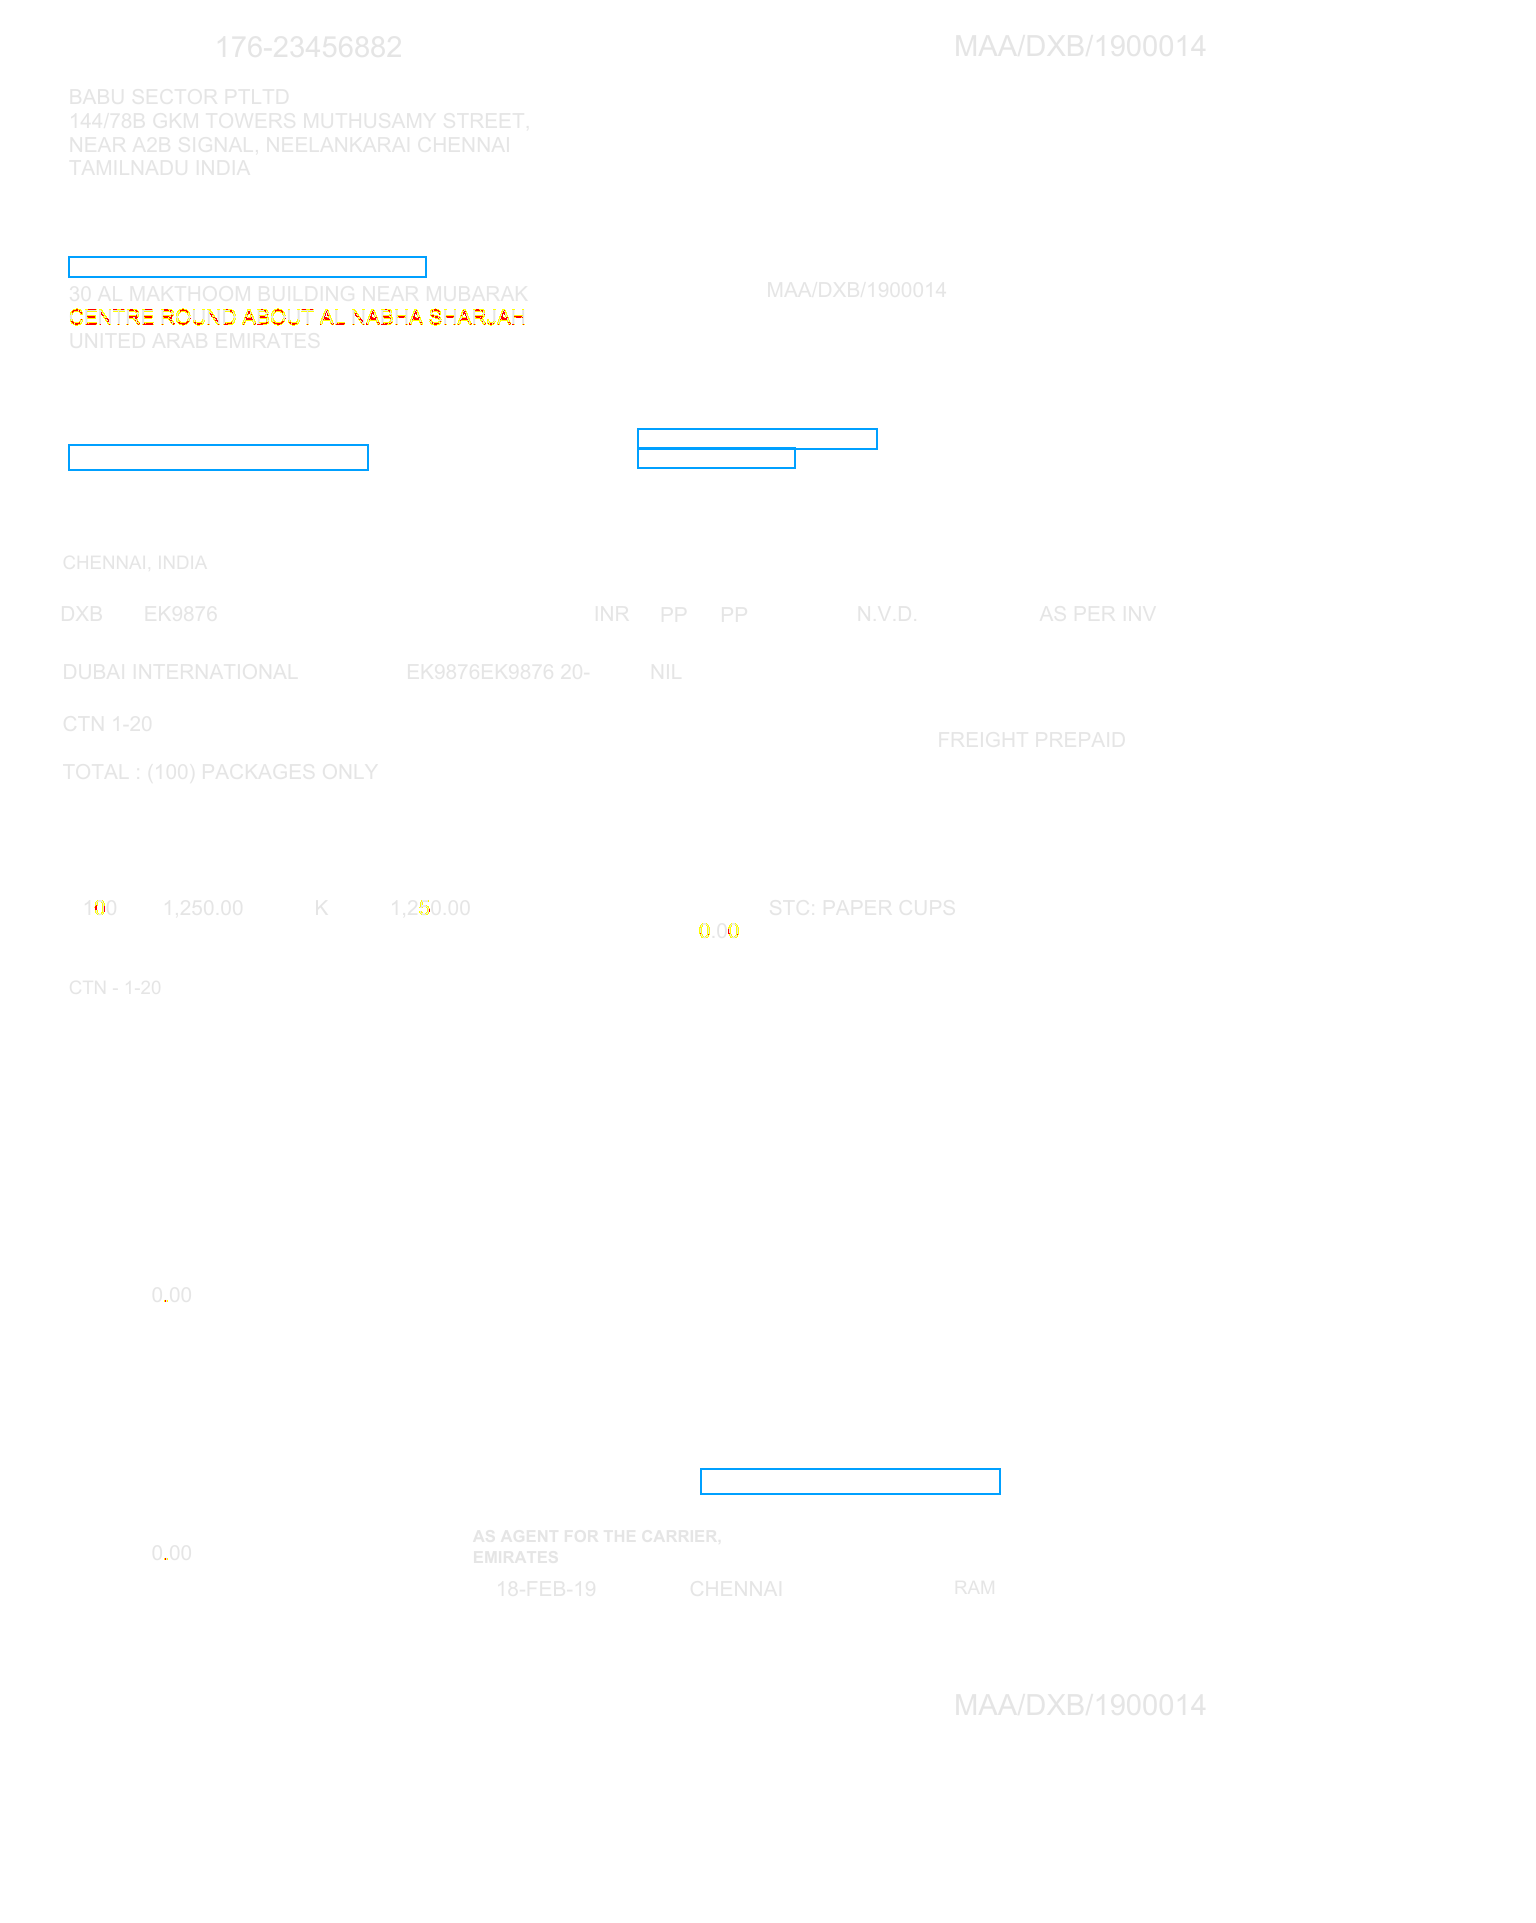 176-23456882 MAA/DXB/1900014
BABU SECTOR PTLTD
144/78B GKM TOWERS MUTHUSAMY STREET,
NEAR A2B SIGNAL, NEELANKARAI CHENNAI
TAMILNADU INDIA
30 AL MAKTHOOM BUILDING NEAR MUBARAK
MAA/DXB/1900014
CENTRE ROUND ABOUT AL NASHA SHARJAH
UNITED ARAB EMIRATES
CHENNAI, INDIA
DXB EK9876 INR PP PP N.V.D. AS PER INV
DUBAI INTERNATIONAL EK9876EK9876 20- NIL
CTN 1-20
FREIGHT PREPAID
TOTAL : (100) PACKAGES ONLY
100 1,250.00 K 1,250.00 STC: PAPER CUPS
0.00
CTN - 1-20
0.00
AS AGENT FOR THE CARRIER,
EMIRATES
0.00
18-FEB-19 CHENNAI RAM
MAA/DXB/1900014